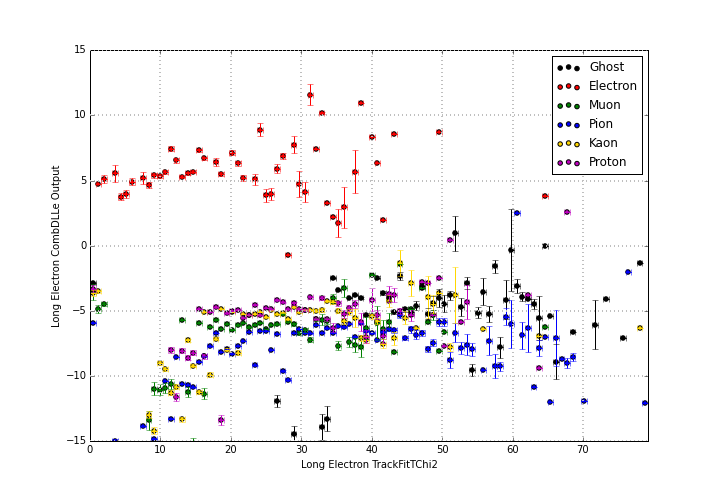 15
10
5
0
−5
−10
−15
0
10
20
30
40
50
60
70
Long Electron TrackFitTChi2
Long Electron CombDLLe Output
Ghost
Electron
Muon
Pion
Kaon
Proton